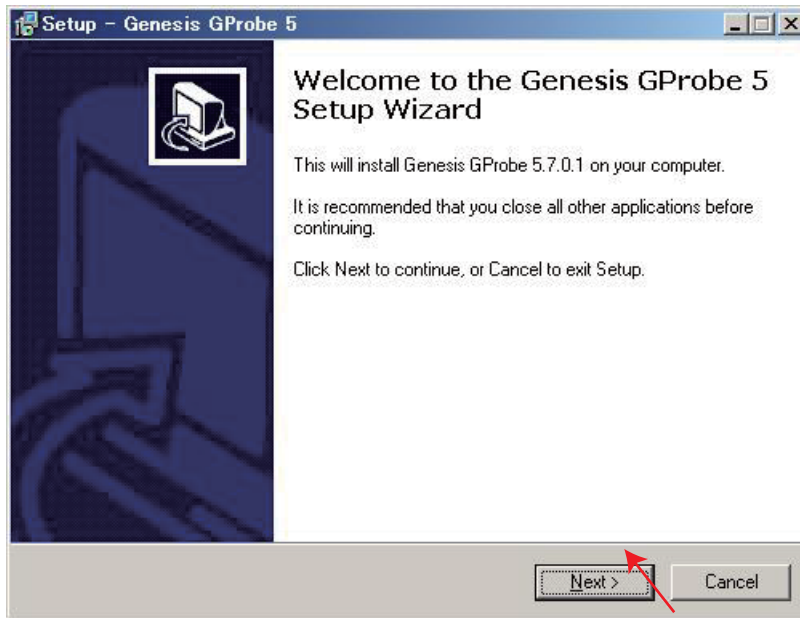 Setup - Genesis GProbe 5
Welcome to the Genesis GProbe 5
Setup Wizard
This will install Genesis GProbe 5.7.0.1 on your computer.
It is recommended that you close all other applications before
continuing.
Click Next to continue, or Cancel to exit Setup.
Next >
Cancel